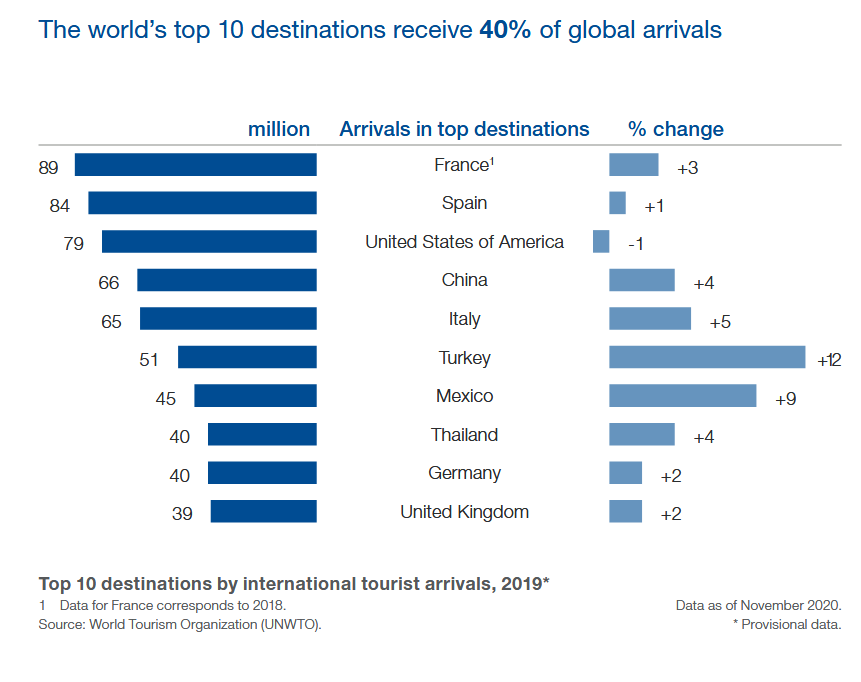 The world’s top 10 destinations receive 40% of global arrivals
million Arrivals in top destinations % change
89 France¹ +3
84 Spain +1
79 United States of America -1
66 China +4
65 Italy +5
51 Turkey +12
45 Mexico +9
40 Thailand +4
40 Germany +2
39 United Kingdom +2
Top 10 destinations by international tourist arrivals, 2019*
1 Data for France corresponds to 2018. Data as of November 2020.
Source: World Tourism Organization (UNWTO). * Provisional data.